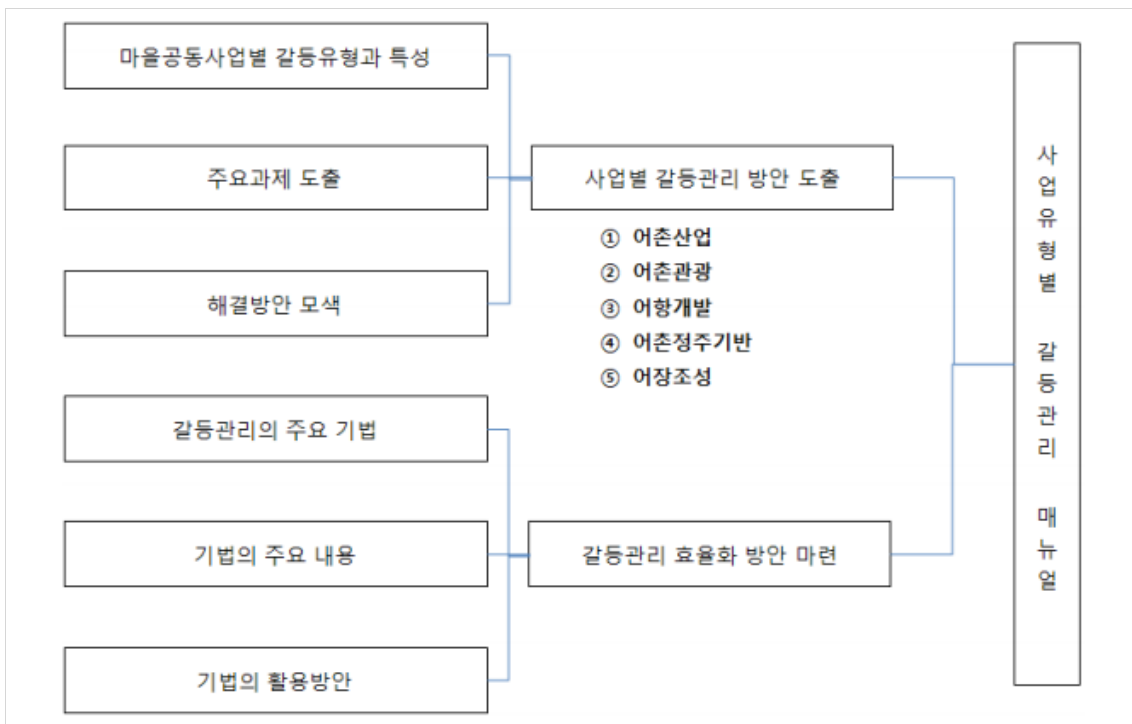 마을공동사업별 갈등유형과 특성
주요과제 도출
해결방안 모색
사업별 갈등관리 방안 도출
① 어촌산업
② 어촌관광
③ 어항개발
④ 어촌정주기반
⑤ 어장조성
갈등관리의 주요 기법
기법의 주요 내용
기법의 활용방안
갈등관리 효율화 방안 마련
사업유형별 갈등관리 매뉴얼